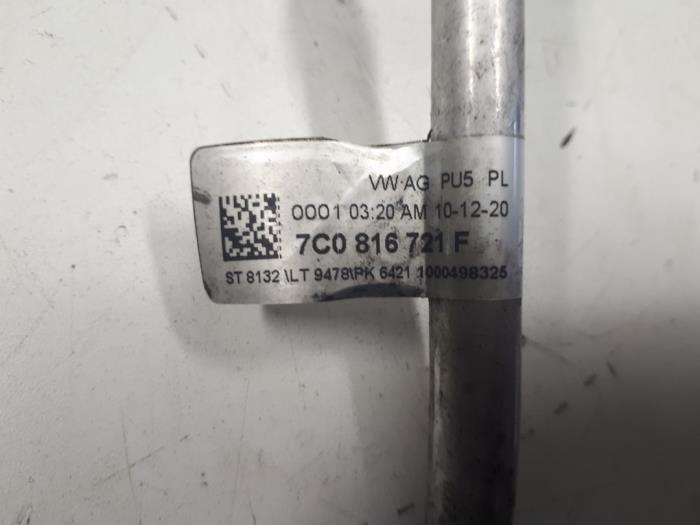 VW·AG PU5 PL
0001 03:20 AM 10-12-20
7C0 816 721 F
ST 8132 \LT 9478\PK 6421 1000498325